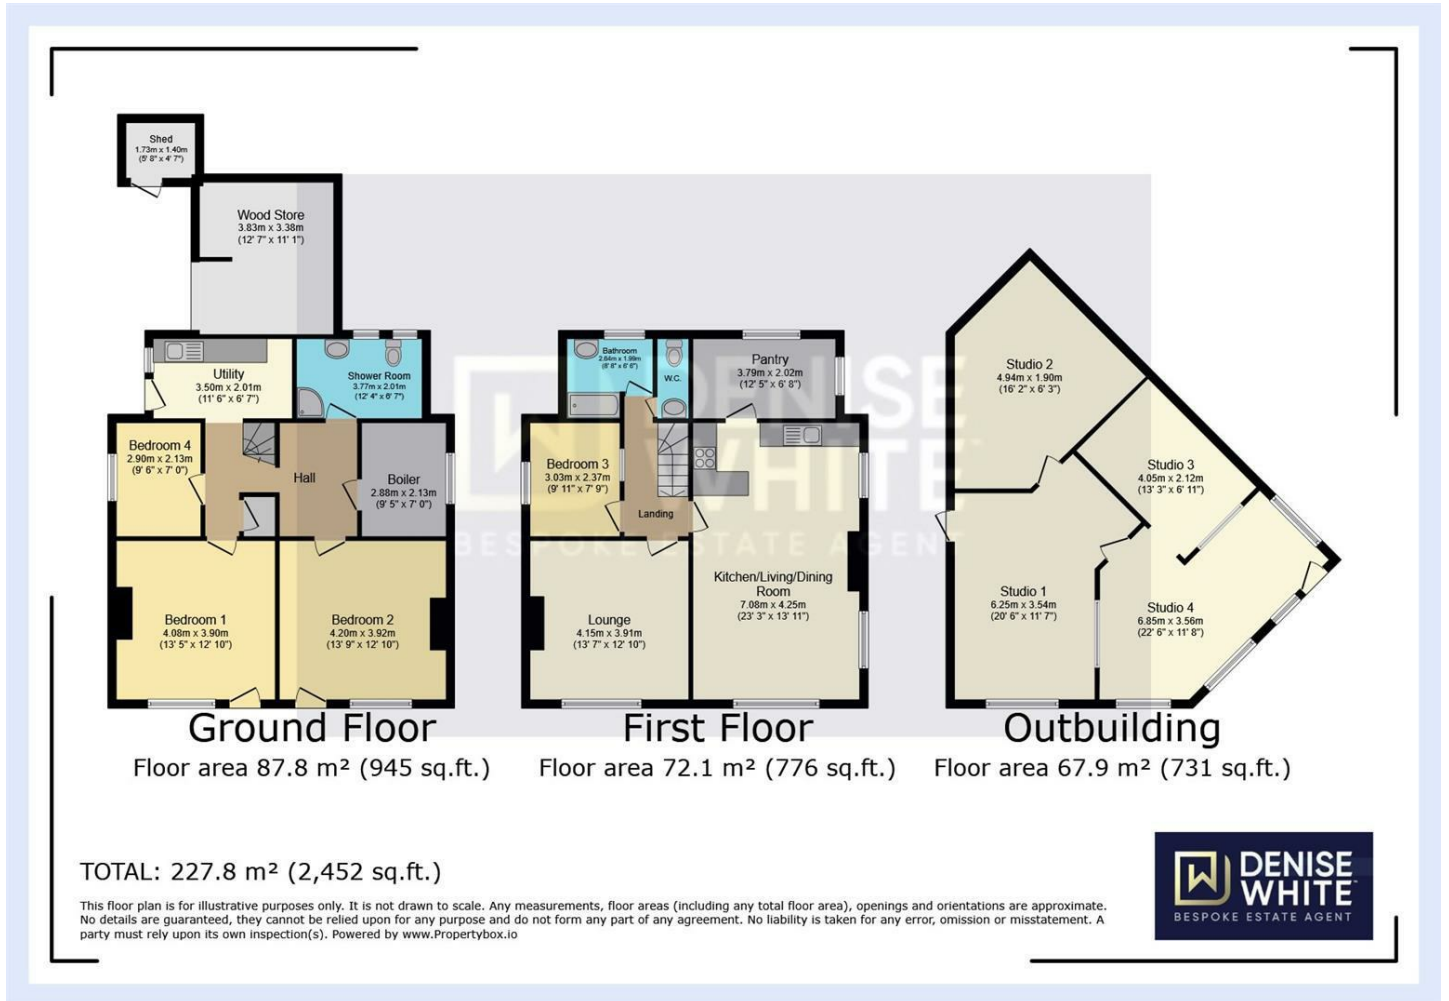 Shed
1.73m x 1.40m
(5' 8" x 4' 7")
Wood Store
3.83m x 3.38m
(12' 7" x 11' 1")
Utility
3.50m x 2.01m
(11' 6" x 6' 7")
Shower Room
3.77m x 2.01m
(12' 4" x 6' 7")
Bedroom 4
2.90m x 2.13m
(9' 6" x 7' 0")
Hall
Boiler
2.88m x 2.13m
(9' 5" x 7' 0")
Bedroom 1
4.08m x 3.90m
(13' 5" x 12' 10")
Bedroom 2
4.20m x 3.92m
(13' 9" x 12' 10")
Ground Floor
Floor area 87.8 m² (945 sq.ft.)
Bathroom
2.64m x 1.99m
(8' 8" x 6' 6")
W.C.
Pantry
3.79m x 2.02m
(12' 5" x 6' 8")
Bedroom 3
3.03m x 2.37m
(9' 11" x 7' 9")
Landing
Kitchen/Living/Dining
Room
7.08m x 4.25m
(23' 3" x 13' 11")
Lounge
4.15m x 3.91m
(13' 7" x 12' 10")
First Floor
Floor area 72.1 m² (776 sq.ft.)
Studio 2
4.94m x 1.90m
(16' 2" x 6' 3")
Studio 3
4.05m x 2.12m
(13' 3" x 6' 11")
Studio 1
6.25m x 3.54m
(20' 6" x 11' 7")
Studio 4
6.85m x 3.56m
(22' 6" x 11' 8")
Outbuilding
Floor area 67.9 m² (731 sq.ft.)
DENISE
WHITE™
BESPOKE ESTATE AGENT
TOTAL: 227.8 m² (2,452 sq.ft.)
This floor plan is for illustrative purposes only. It is not drawn to scale. Any measurements, floor areas (including any total floor area), openings and orientations are approximate.
No details are guaranteed, they cannot be relied upon for any purpose and do not form any part of any agreement. No liability is taken for any error, omission or misstatement. A
party must rely upon its own inspection(s). Powered by www.Propertybox.io
DENISE
WHITE™
BESPOKE ESTATE AGENT